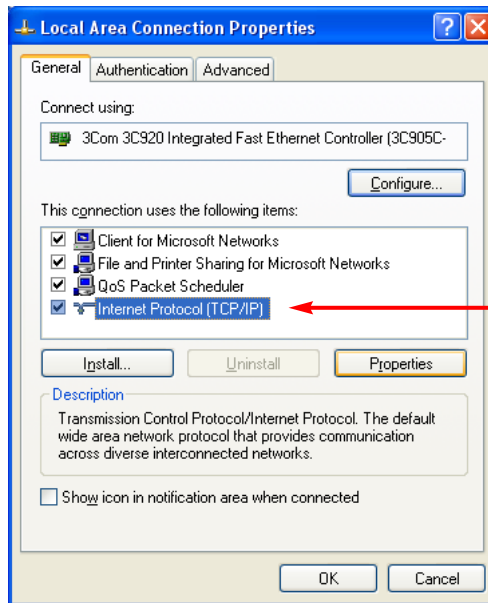 Local Area Connection Properties
General Authentication Advanced
Connect using:
3Com 3C920 Integrated Fast Ethernet Controller (3C905C-
Configure...
This connection uses the following items:
Client for Microsoft Networks
File and Printer Sharing for Microsoft Networks
QoS Packet Scheduler
Internet Protocol (TCP/IP)
Install... Uninstall Properties
Description
Transmission Control Protocol/Internet Protocol. The default
wide area network protocol that provides communication
across diverse interconnected networks.
Show icon in notification area when connected
OK Cancel